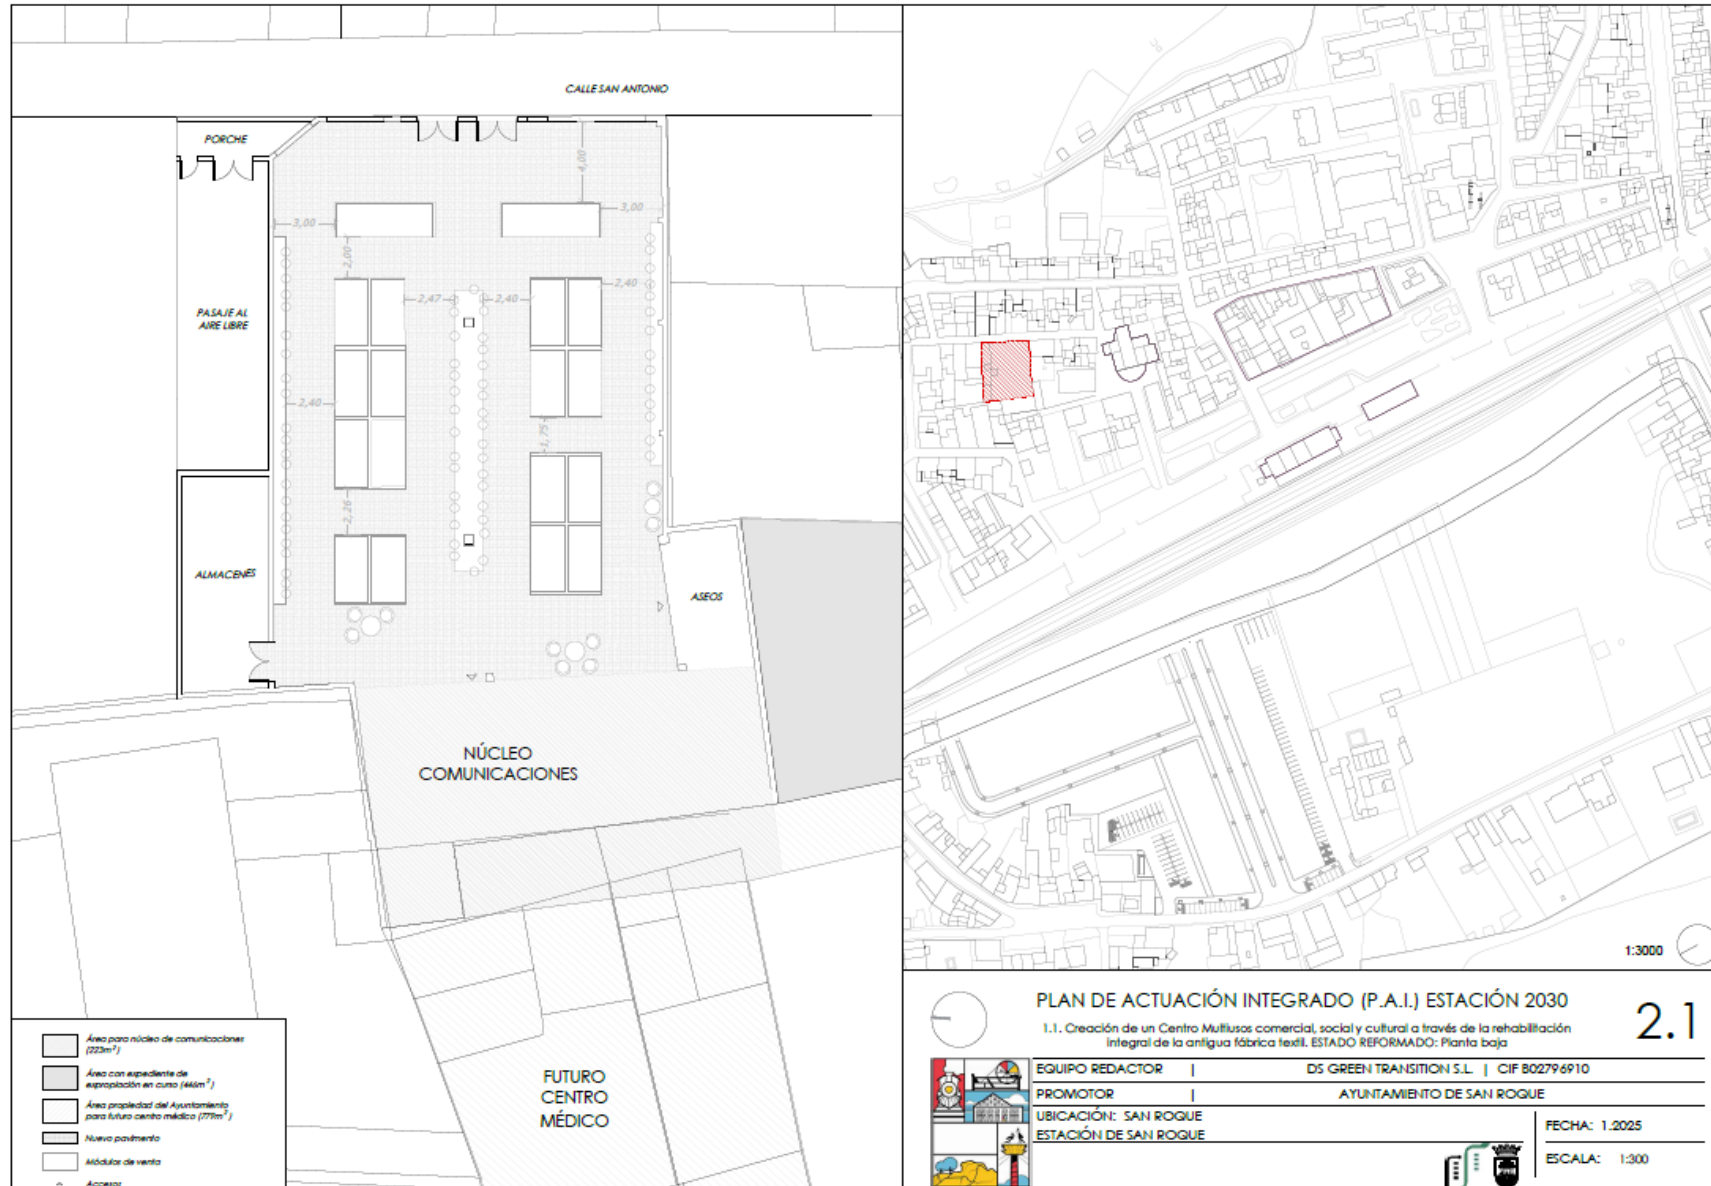 CALLE SAN ANTONIO
PORCHE
4,00
3,00
3,00
2,00
PASAJE AL
AIRE LIBRE
2,47
2,40
2,40
2,40
1,75
2,26
ALMACENES
ASEOS
NÚCLEO
COMUNICACIONES
FUTURO
CENTRO
MÉDICO
Área para núcleo de comunicaciones
(223m²)
Área con expediente de
expropiación en curso (446m²)
Área propiedad del Ayuntamiento
para futuro centro médico (779m²)
Nuevo pavimento
Módulos de venta
Accesos
1:3000
PLAN DE ACTUACIÓN INTEGRADO (P.A.I.) ESTACIÓN 2030
2.1
1.1. Creación de un Centro Multiusos comercial, social y cultural a través de la rehabilitación
integral de la antigua fábrica textil. ESTADO REFORMADO: Planta baja
EQUIPO REDACTOR | DS GREEN TRANSITION S.L. | CIF B02796910
PROMOTOR | AYUNTAMIENTO DE SAN ROQUE
UBICACIÓN: SAN ROQUE
ESTACIÓN DE SAN ROQUE
FECHA: 1.2025
ESCALA: 1:300